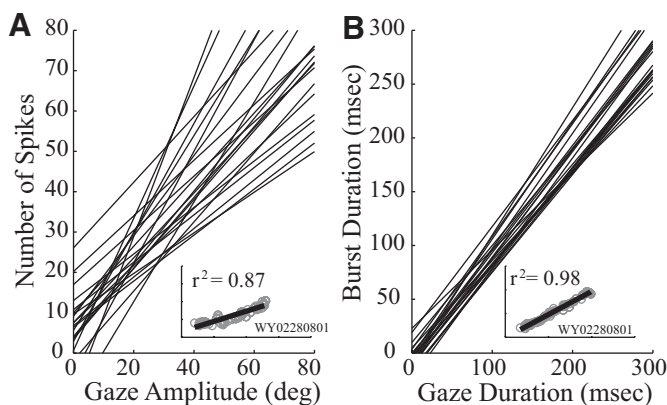 A
Number of Spikes
80
70
60
50
40
30
20
10
0
r² = 0.87
WY02280801
0 20 40 60 80
Gaze Amplitude (deg)
B
Burst Duration (msec)
300
250
200
150
100
50
0
r² = 0.98
WY02280801
0 100 200 300
Gaze Duration (msec)